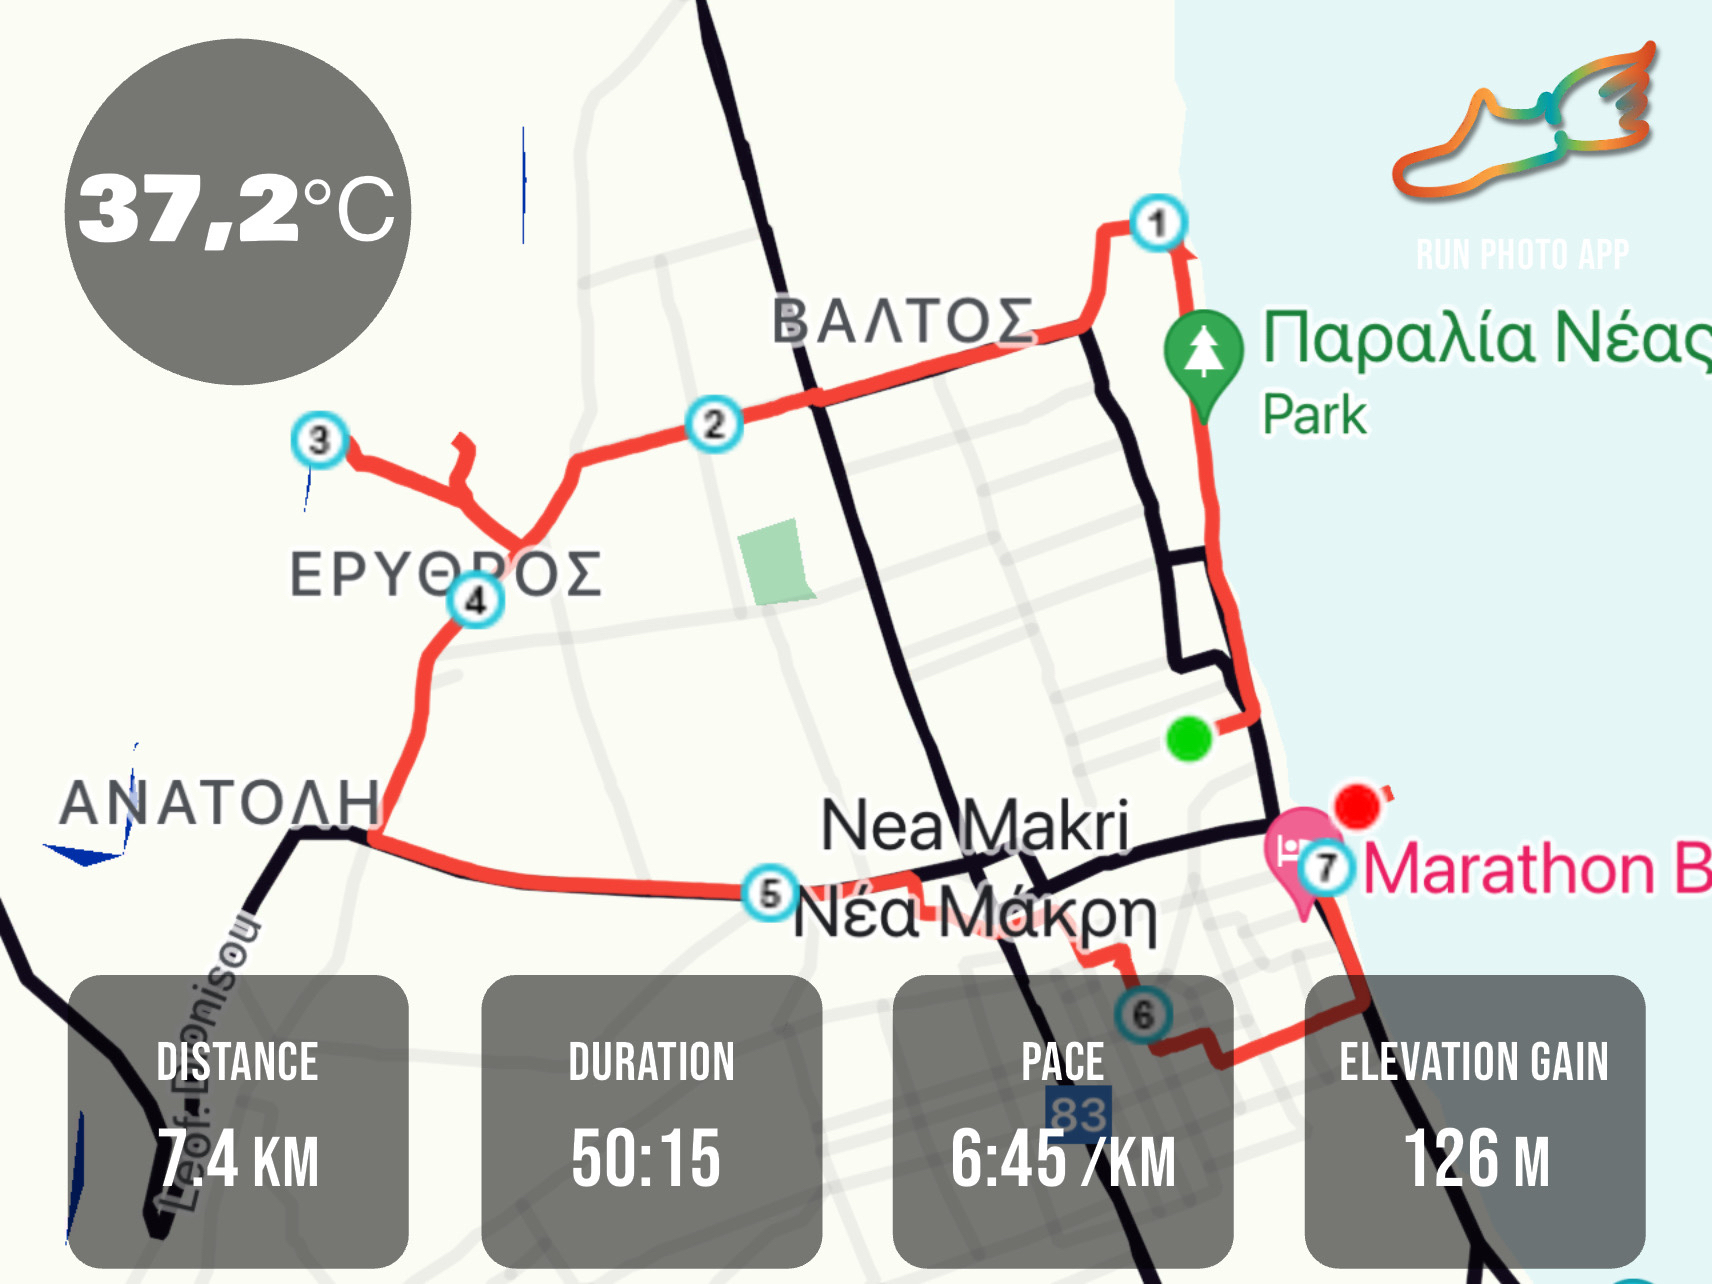 37,2°C
RUN PHOTO APP
1
ΒΑΛΤΟΣ
Παραλία Νέας
Park
2
3
ΕΡΥΘΡΟΣ
4
ΑΝΑΤΟΛΗ
Nea Makri
Νέα Μάκρη
5
7
Marathon B
6
Leof. Dionisou
83
DISTANCE
7.4 KM
DURATION
50:15
PACE
6:45 /KM
ELEVATION GAIN
126 M